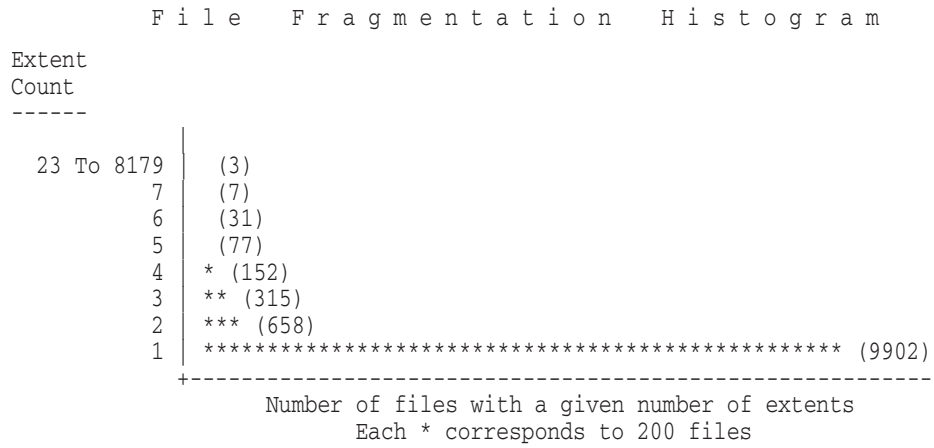 F i l e   F r a g m e n t a t i o n   H i s t o g r a m
Extent
Count
------
|
23 To 8179 |  (3)
7 |  (7)
6 |  (31)
5 |  (77)
4 | * (152)
3 | ** (315)
2 | *** (658)
1 | ************************************************** (9902)
+----------------------------------------------------------
Number of files with a given number of extents
Each * corresponds to 200 files